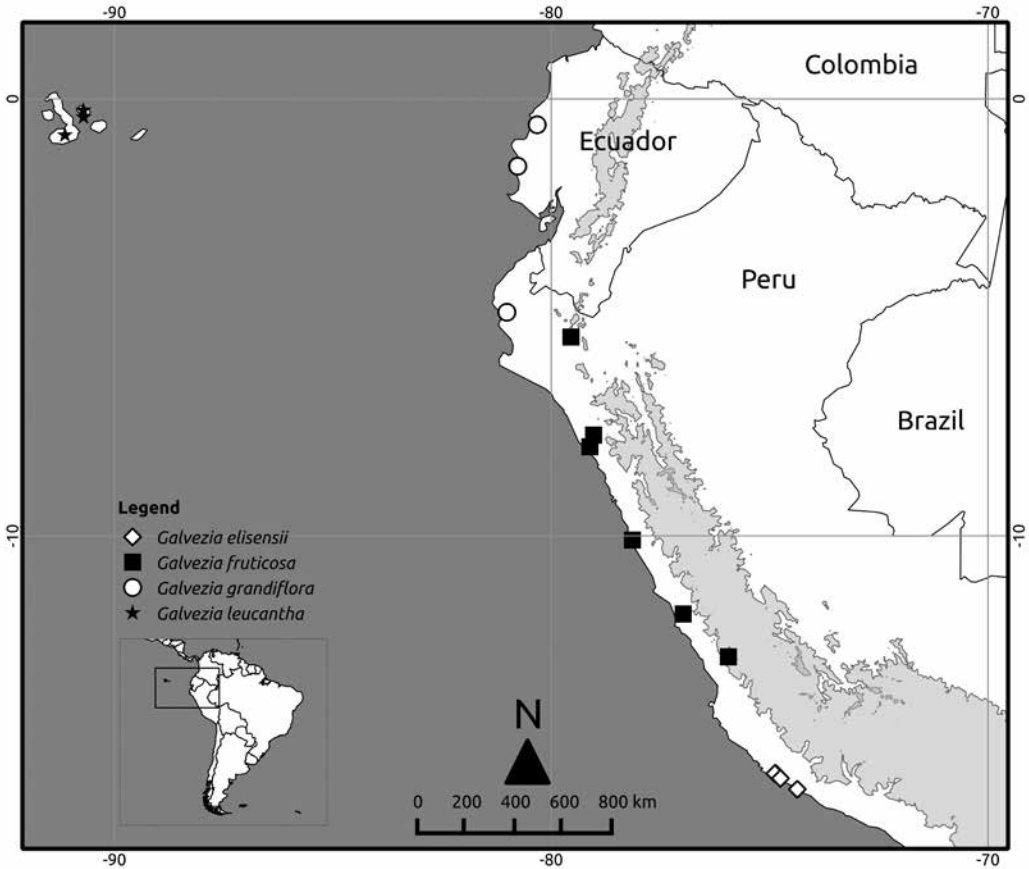 -90 -80 -70
Colombia
0 0
Ecuador
Peru
Brazil
Legend
Galvezia elisensii
-10 -10
Galvezia fruticosa
Galvezia grandiflora
Galvezia leucantha
N
0 200 400 600 800 km
-90 -80 -70